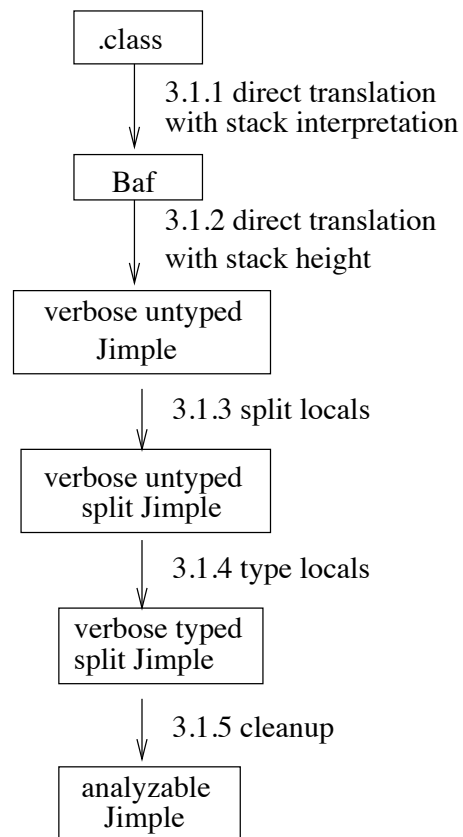 .class
3.1.1 direct translation
with stack interpretation
Baf
3.1.2 direct translation
with stack height
verbose untyped
Jimple
3.1.3 split locals
verbose untyped
split Jimple
3.1.4 type locals
verbose typed
split Jimple
3.1.5 cleanup
analyzable
Jimple